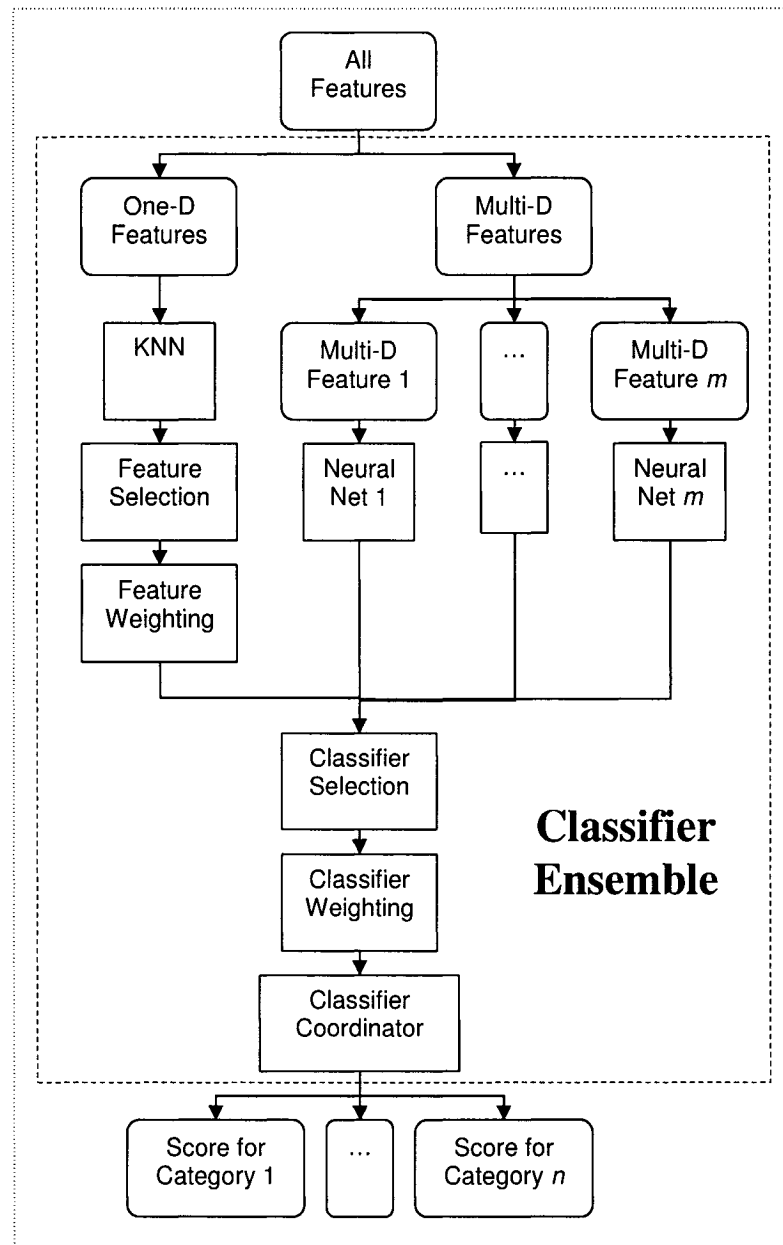 All
Features
One-D
Features
Multi-D
Features
KNN
Multi-D
Feature 1
...
Multi-D
Feature m
Feature
Selection
Neural
Net 1
...
Neural
Net m
Feature
Weighting
Classifier
Selection
Classifier
Ensemble
Classifier
Weighting
Classifier
Coordinator
Score for
Category 1
...
Score for
Category n